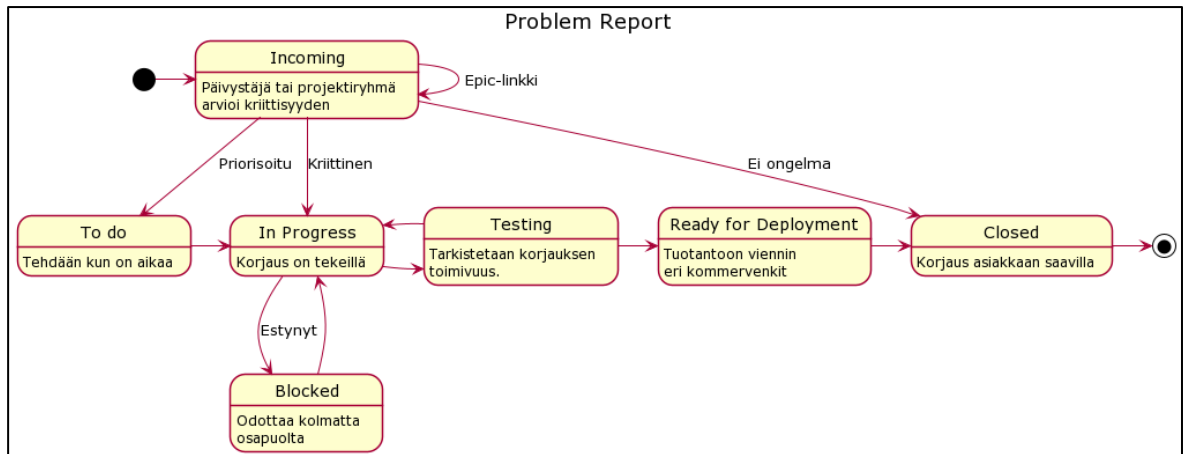 Problem Report
Incoming
Päivystäjä tai projektiryhmä
arvioi kriittisyyden
Epic-linkki
Priorisoitu
Kriittinen
Ei ongelma
To do
Tehdään kun on aikaa
In Progress
Korjaus on tekeillä
Testing
Tarkistetaan korjauksen
toimivuus.
Ready for Deployment
Tuotantoon viennin
eri kommervenkit
Closed
Korjaus asiakkaan saavilla
Estynyt
Blocked
Odottaa kolmatta
osapuolta